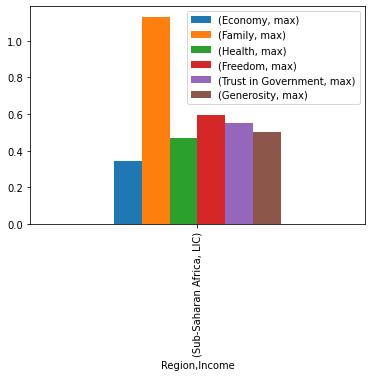 (Economy, max)
(Family, max)
(Health, max)
(Freedom, max)
(Trust in Government, max)
(Generosity, max)
1.0
0.8
0.6
0.4
0.2
0.0
(Sub-Saharan Africa, LIC)
Region,Income